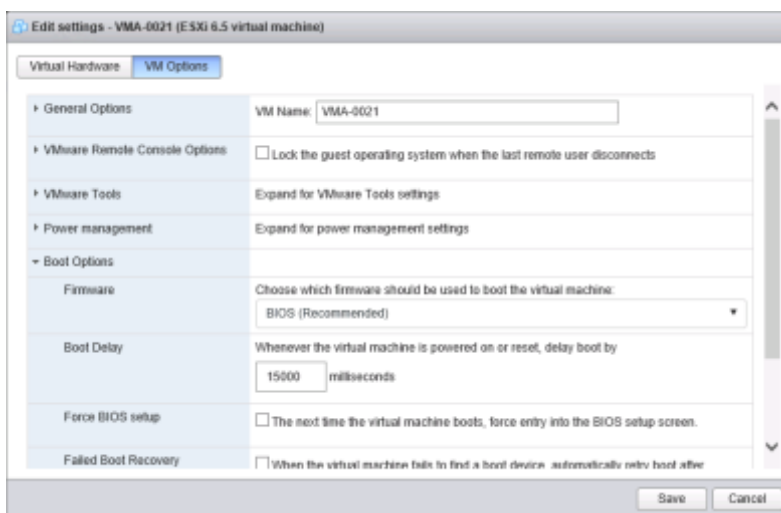 Edit settings - VMA-0021 (ESXi 6.5 virtual machine)
Virtual Hardware VM Options
General Options VM Name: VMA-0021
VMware Remote Console Options Lock the guest operating system when the last remote user disconnects
VMware Tools Expand for VMware Tools settings
Power management Expand for power management settings
Boot Options
Firmware Choose which firmware should be used to boot the virtual machine:
BIOS (Recommended)
Boot Delay Whenever the virtual machine is powered on or reset, delay boot by
15000 milliseconds
Force BIOS setup The next time the virtual machine boots, force entry into the BIOS setup screen.
Failed Boot Recovery When the virtual machine fails to find a boot device, automatically retry boot after
Save Cancel